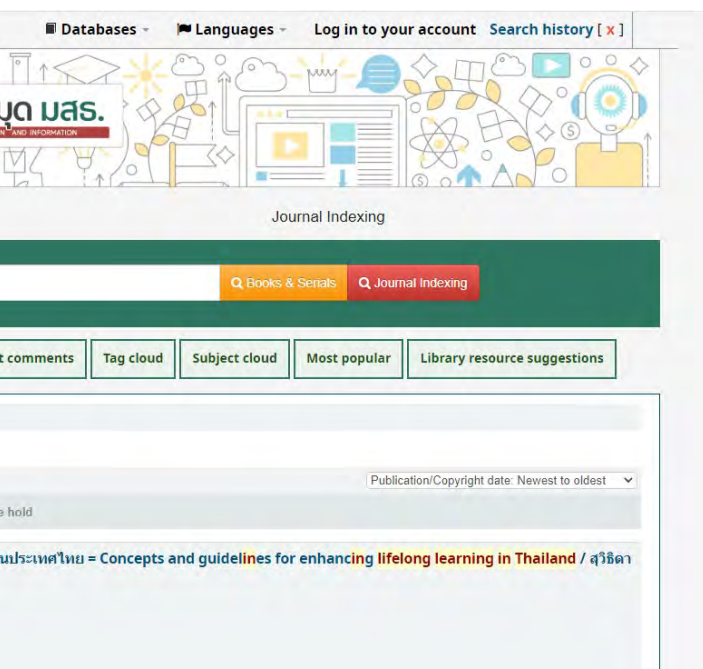 Databases Languages Log in to your account Search history [ x ]
มุด มสธ.
N AND INFORMATION
Journal Indexing
Books & Serials Journal Indexing
t comments Tag cloud Subject cloud Most popular Library resource suggestions
Publication/Copyright date: Newest to oldest
e hold
นประเทศไทย = Concepts and guidelines for enhancing lifelong learning in Thailand / สุวิธิดา